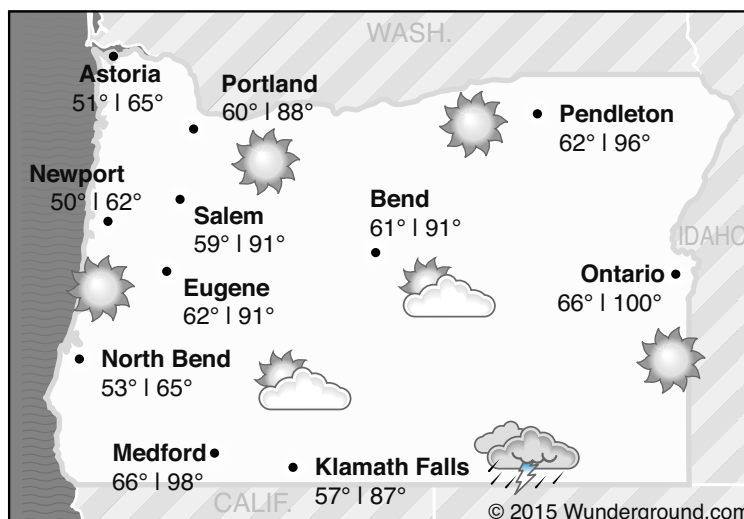 WASH.
Astoria
51° | 65°
Portland
60° | 88°
Pendleton
62° | 96°
Newport
50° | 62°
Salem
59° | 91°
Bend
61° | 91°
IDAHO
Eugene
62° | 91°
Ontario
66° | 100°
North Bend
53° | 65°
Medford
66° | 98°
Klamath Falls
57° | 87°
CALIF.
© 2015 Wunderground.com